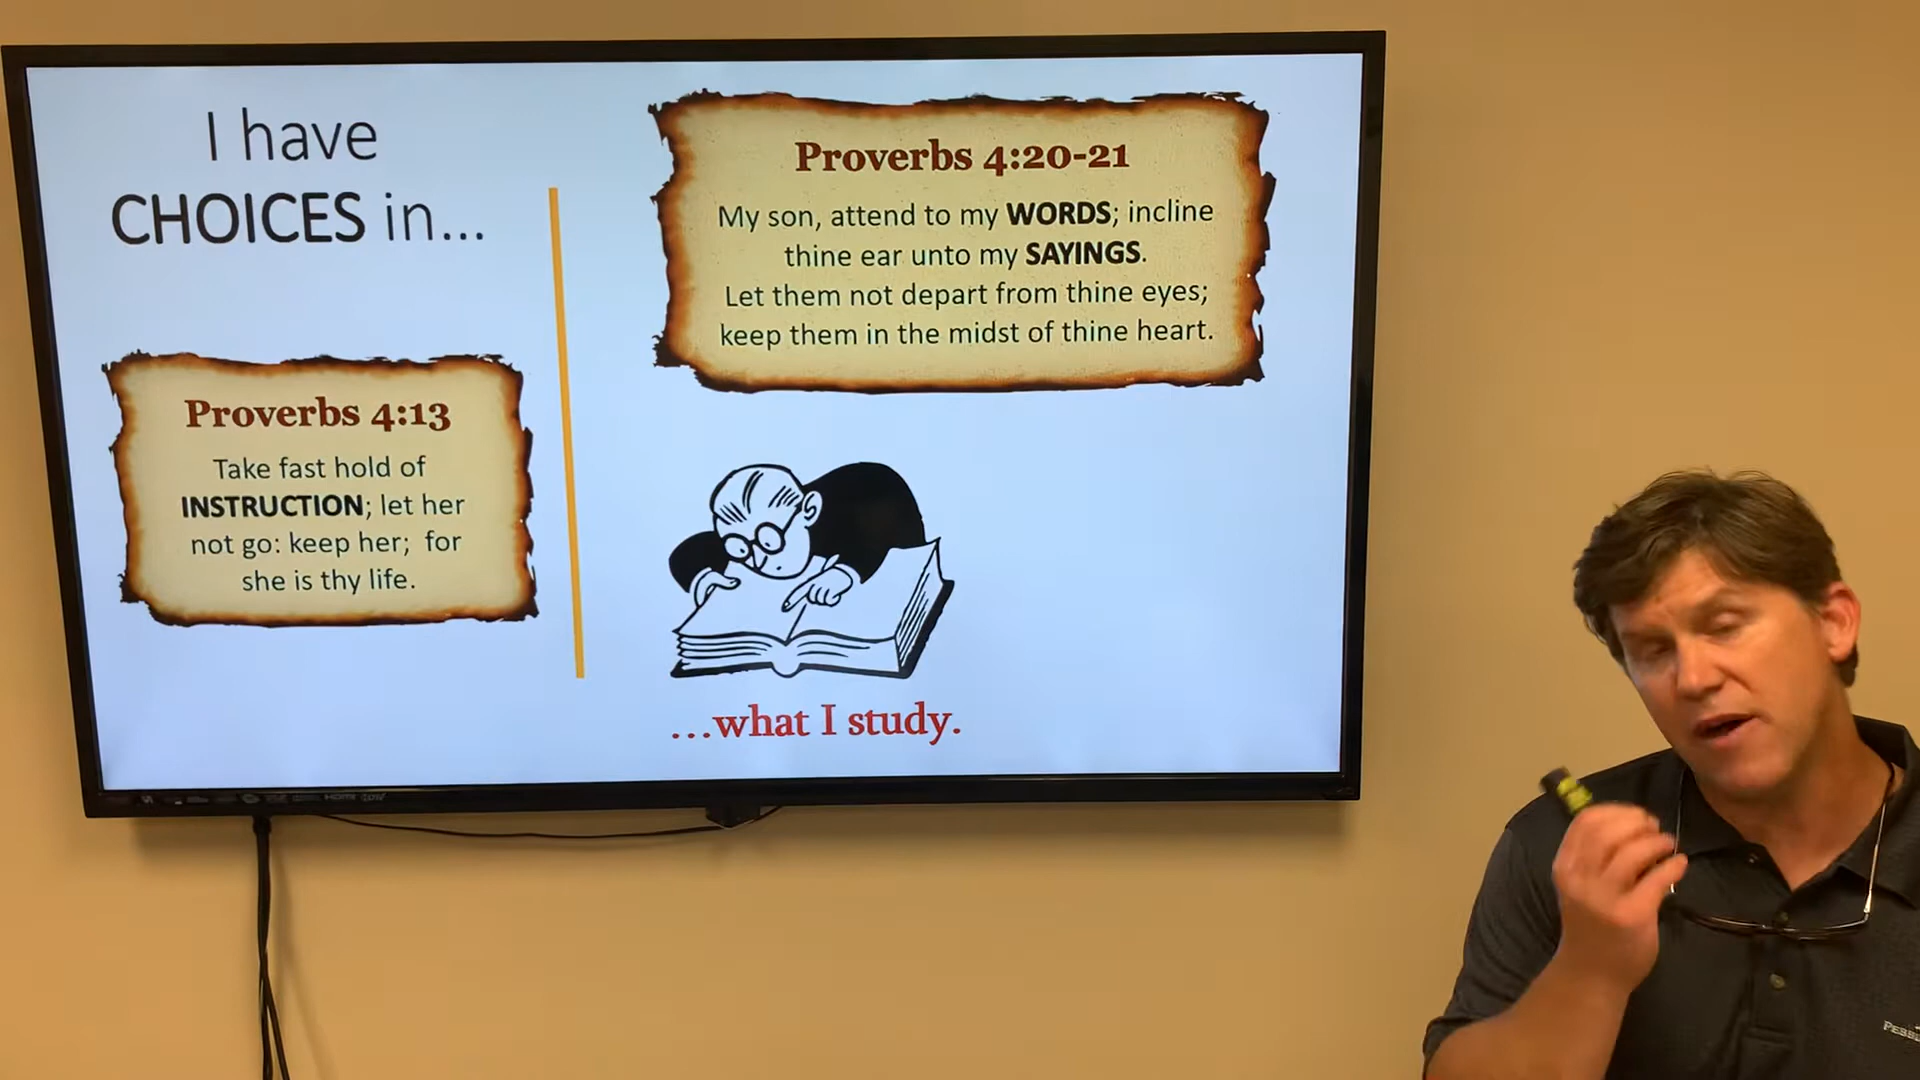 I have
CHOICES in...
Proverbs 4:13
Take fast hold of
INSTRUCTION; let her
not go: keep her;  for
she is thy life.
Proverbs 4:20-21
My son, attend to my WORDS; incline
thine ear unto my SAYINGS.
Let them not depart from thine eyes;
keep them in the midst of thine heart.
...what I study.
HDMI